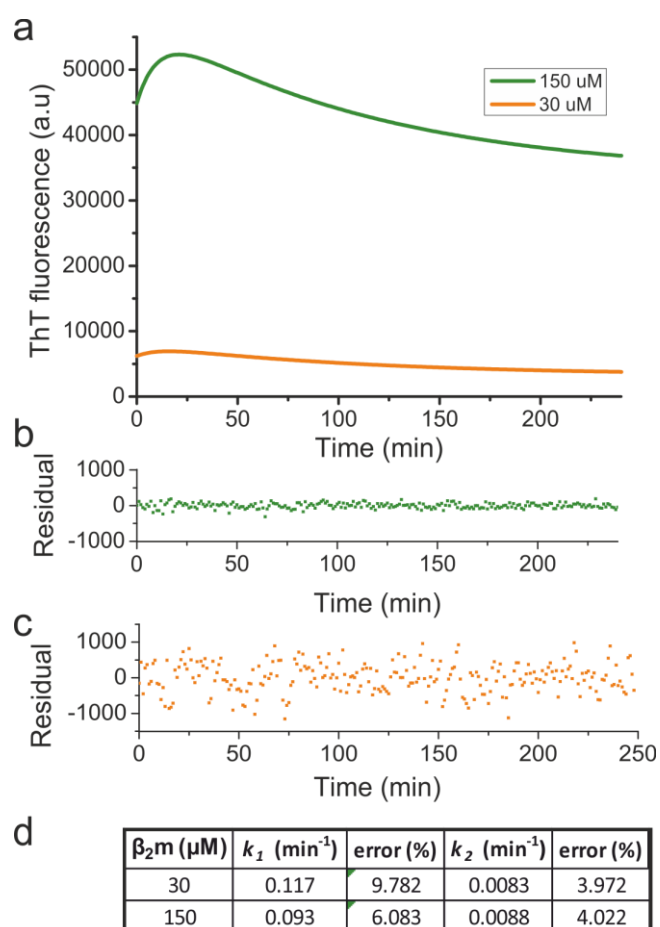 a
50000
40000
30000
20000
10000
0
ThT fluorescence (a.u)
150 uM
30 uM
0 50 100 150 200
Time (min)
b
1000
0
-1000
Residual
0 50 100 150 200
Time (min)
c
1000
0
-1000
Residual
0 50 100 150 200 250
Time (min)
d
β₂m (µM) k₁ (min⁻¹) error (%) k₂ (min⁻¹) error (%)
30 0.117 9.782 0.0083 3.972
150 0.093 6.083 0.0088 4.022